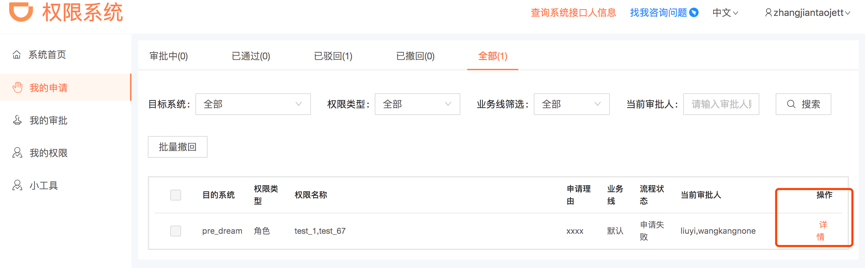 权限系统
查询系统接口人信息 找我咨询问题 中文 zhangjiantaojett
系统首页
我的申请
我的审批
我的权限
小工具
审批中(0) 已通过(0) 已驳回(1) 已撤回(0) 全部(1)
目标系统: 全部 权限类型: 全部 业务线筛选: 全部 当前审批人: 请输入审批人 搜索
批量撤回
目的系统 权限类型 权限名称 申请理由 业务线 流程状态 当前审批人 操作
pre_dream 角色 test_1,test_67 xxxx 默认 申请失败 liuyi,wangkangnone 详情